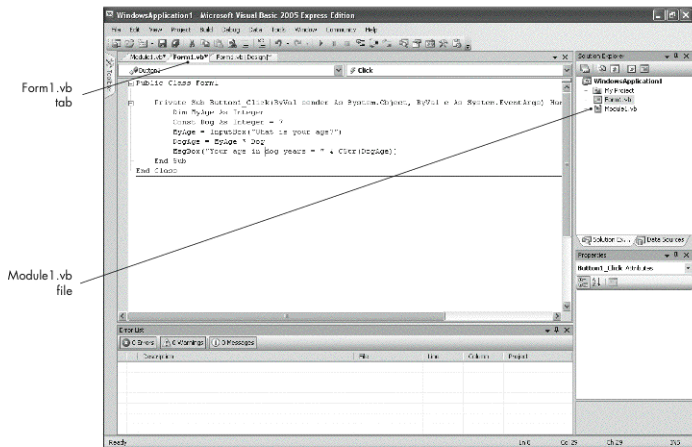 WindowsApplication1 - Microsoft Visual Basic 2005 Express Edition
File Edit View Project Build Debug Data Tools Window Community Help
Module1.vb* Form1.vb* Form1.vb [Design]*
Solution Explorer
Toolbox
Button1
Click
Form1.vb
tab
Public Class Form1
Private Sub Button1_Click(ByVal sender As System.Object, ByVal e As System.EventArgs) Han
Dim MyAge As Integer
Const Dog As Integer = 7
MyAge = InputBox("What is your age?")
DogAge = MyAge * Dog
MsgBox("Your age in dog years = " & CStr(DogAge))
End Sub
End Class
WindowsApplication1
My Project
Form1.vb
Module1.vb
Solution Ex... Data Sources
Properties
Button1_Click Attributes
Module1.vb
file
Error List
0 Errors 0 Warnings 0 Messages
Description File Line Column Project
Ready Ln 8 Col 29 Ch 29 INS